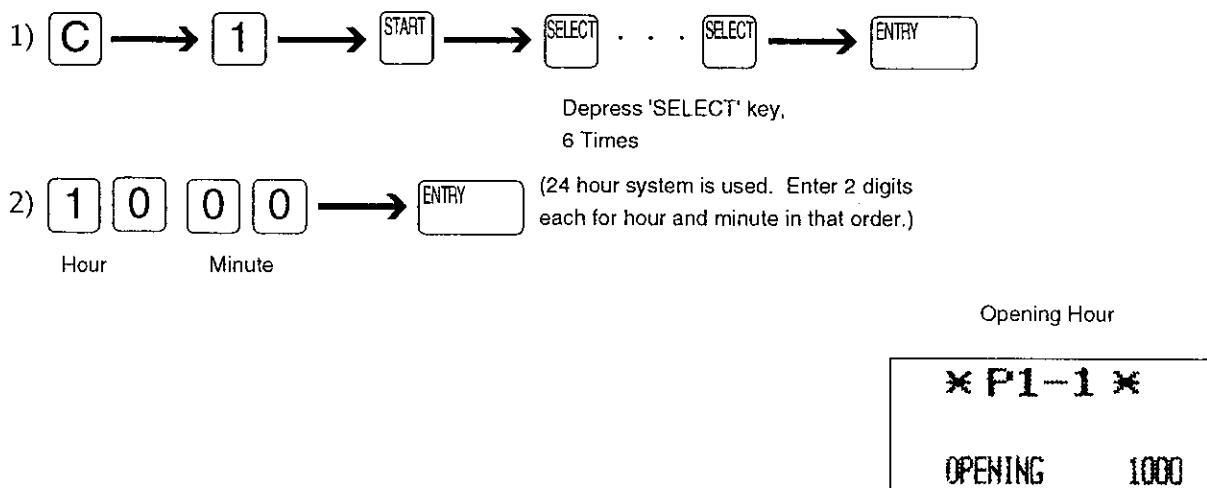 1) C 1 START SELECT . . . SELECT ENTRY
Depress 'SELECT' key,
6 Times
2) 1 0 0 0 ENTRY (24 hour system is used. Enter 2 digits
each for hour and minute in that order.)
Hour Minute
Opening Hour
* P1-1 *
OPENING 1000